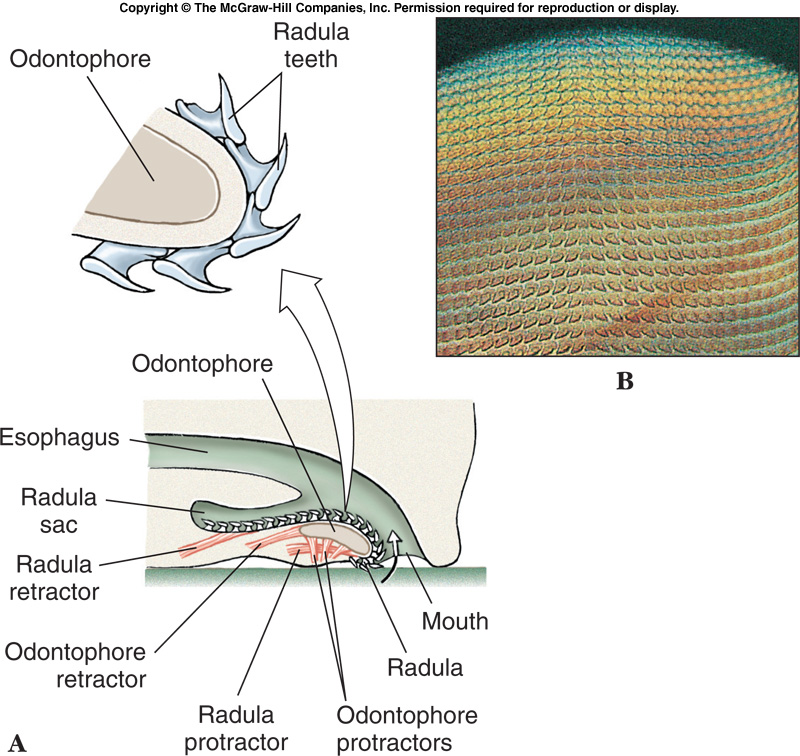 Copyright © The McGraw-Hill Companies, Inc. Permission required for reproduction or display.
Radula
teeth
Odontophore
B
Odontophore
Esophagus
Radula
sac
Radula
retractor
Mouth
Odontophore
retractor
Radula
Radula
protractor
Odontophore
protractors
A